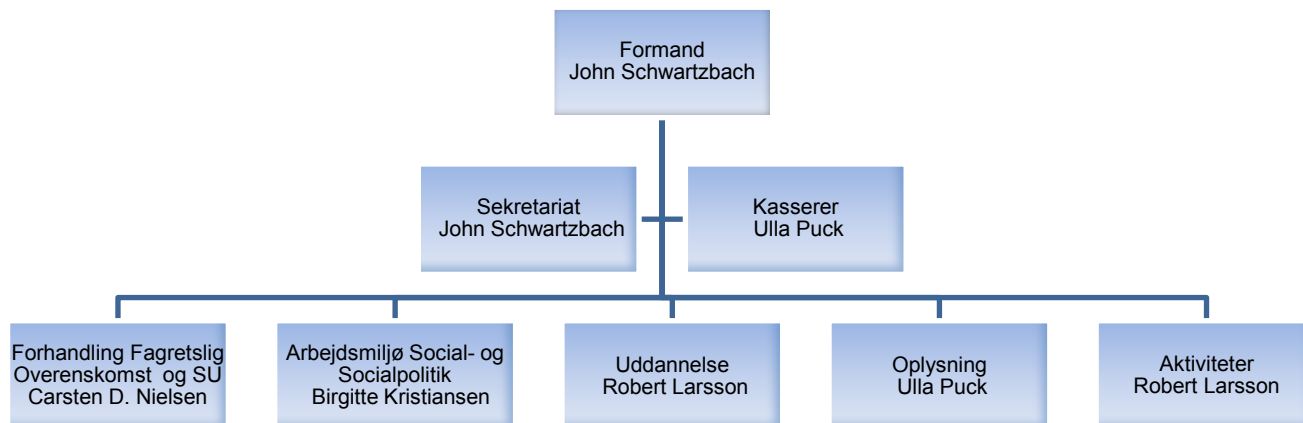 Formand
John Schwartzbach
Sekretariat
John Schwartzbach
Kasserer
Ulla Puck
Forhandling Fagretslig
Overenskomst og SU
Carsten D. Nielsen
Arbejdsmiljø Social- og
Socialpolitik
Birgitte Kristiansen
Uddannelse
Robert Larsson
Oplysning
Ulla Puck
Aktiviteter
Robert Larsson